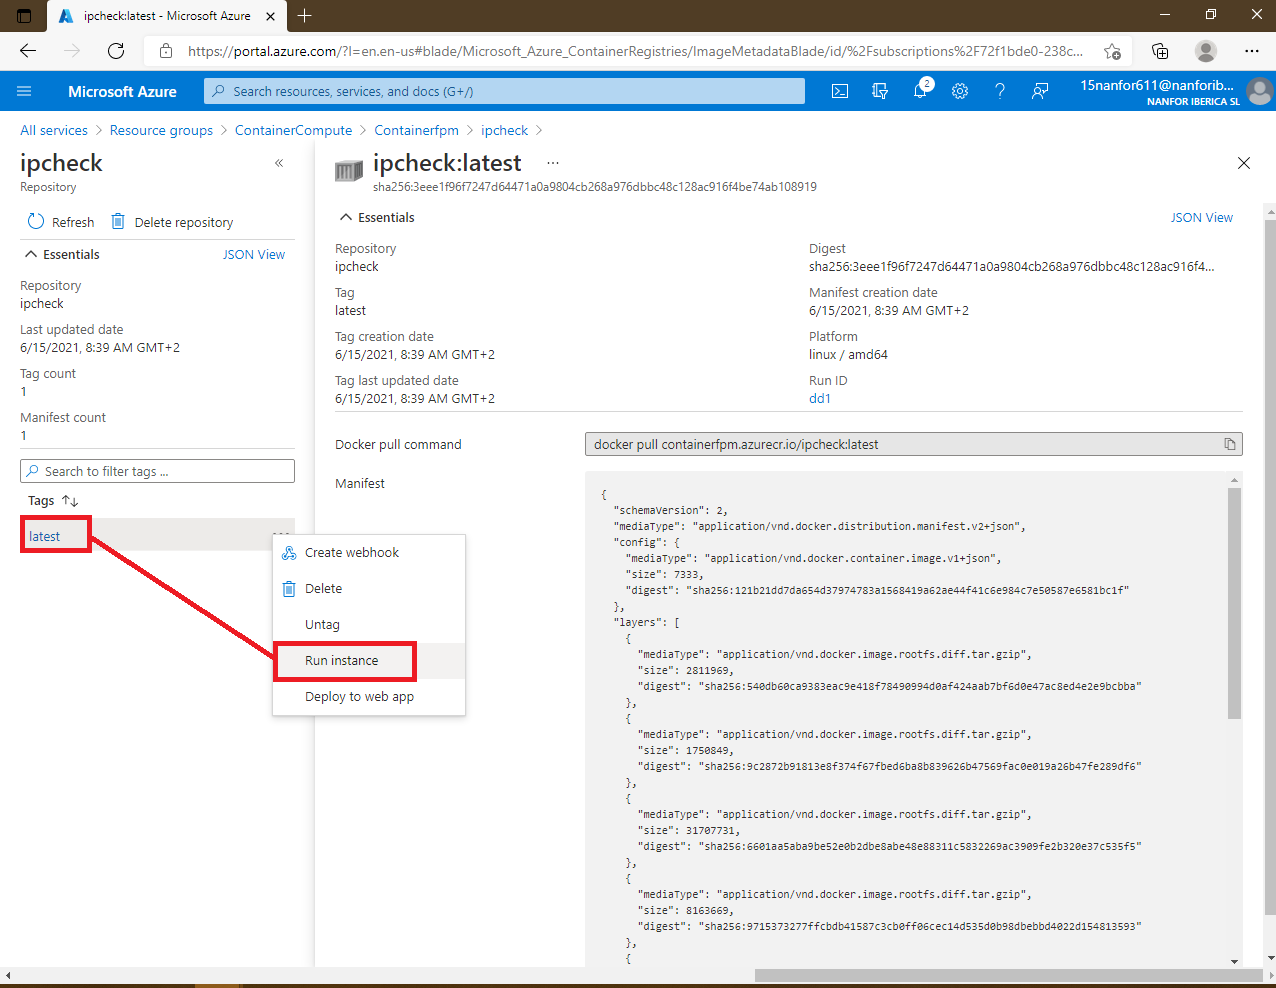 ipcheck:latest - Microsoft Azure
https://portal.azure.com/?l=en.en-us#blade/Microsoft_Azure_ContainerRegistries/ImageMetadataBlade/id/%2Fsubscriptions%2F72f1bde0-238c...
Microsoft Azure
Search resources, services, and docs (G+/)
2
15nanfor611@nanforib...
NANFOR IBERICA SL
All services > Resource groups > ContainerCompute > Containerfpm > ipcheck >
ipcheck
Repository
Refresh
Delete repository
Essentials
JSON View
Repository
ipcheck
Last updated date
6/15/2021, 8:39 AM GMT+2
Tag count
1
Manifest count
1
Search to filter tags ...
Tags
latest
...
Create webhook
Delete
Untag
Run instance
Deploy to web app
ipcheck:latest ...
sha256:3eee1f96f7247d64471a0a9804cb268a976dbbc48c128ac916f4be74ab108919
Essentials
JSON View
Repository
ipcheck
Tag
latest
Tag creation date
6/15/2021, 8:39 AM GMT+2
Tag last updated date
6/15/2021, 8:39 AM GMT+2
Digest
sha256:3eee1f96f7247d64471a0a9804cb268a976dbbc48c128ac916f4...
Manifest creation date
6/15/2021, 8:39 AM GMT+2
Platform
linux / amd64
Run ID
dd1
Docker pull command
docker pull containerfpm.azurecr.io/ipcheck:latest
Manifest
{
"schemaVersion": 2,
"mediaType": "application/vnd.docker.distribution.manifest.v2+json",
"config": {
"mediaType": "application/vnd.docker.container.image.v1+json",
"size": 7333,
"digest": "sha256:121b21dd7da654d37974783a1568419a62ae44f41c6e984c7e50587e6581bc1f"
},
"layers": [
{
"mediaType": "application/vnd.docker.image.rootfs.diff.tar.gzip",
"size": 2811969,
"digest": "sha256:540db60ca9383eac9e418f78490994d0af424aab7bf6d0e47ac8ed4e2e9bcbba"
},
{
"mediaType": "application/vnd.docker.image.rootfs.diff.tar.gzip",
"size": 1750849,
"digest": "sha256:9c2872b91813e8f374f67fbed6ba8b839626b47569fac0e019a26b47fe289df6"
},
{
"mediaType": "application/vnd.docker.image.rootfs.diff.tar.gzip",
"size": 31707731,
"digest": "sha256:6601aa5aba9be52e0b2dbe8abe48e88311c5832269ac3909fe2b320e37c535f5"
},
{
"mediaType": "application/vnd.docker.image.rootfs.diff.tar.gzip",
"size": 8163669,
"digest": "sha256:9715373277ffcbdb41587c3cb0ff06cec14d535d0b98dbebbd4022d154813593"
},
{